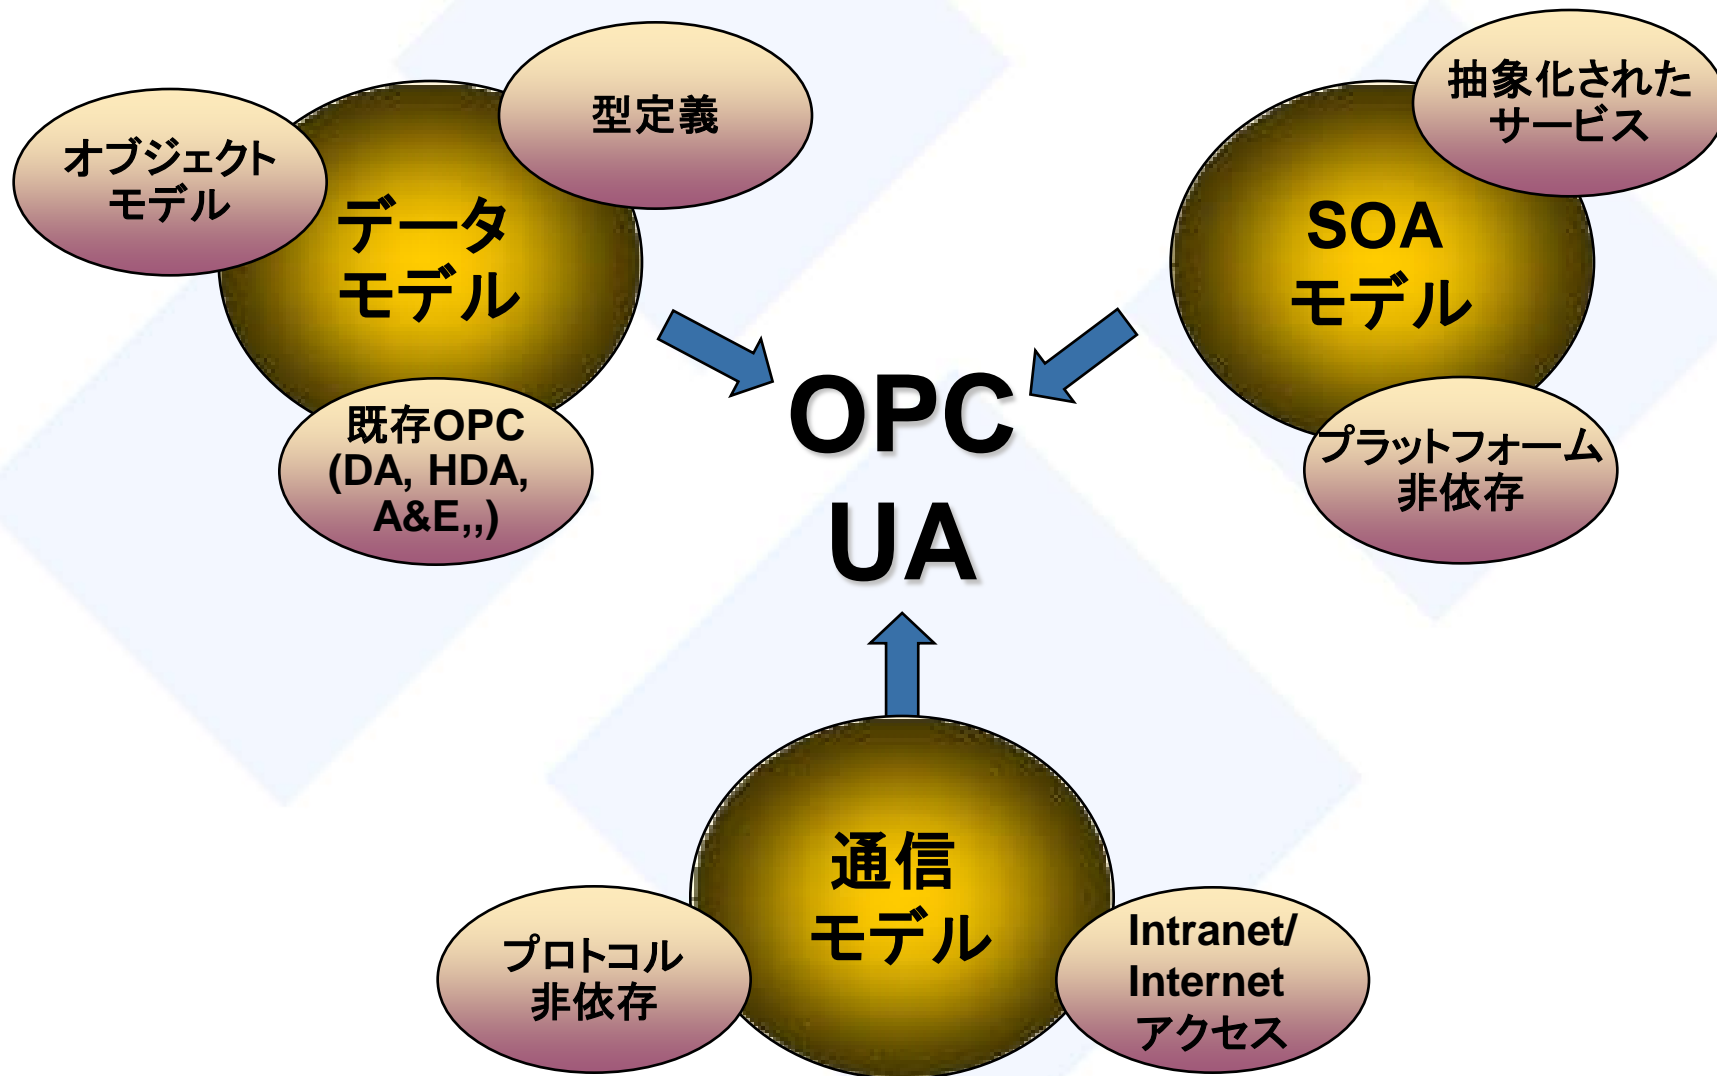 オブジェクト
モデル
型定義
データ
モデル
既存OPC
(DA, HDA,
A&E,,)
抽象化された
サービス
SOA
モデル
プラットフォーム
非依存
OPC
UA
通信
モデル
プロトコル
非依存
Intranet/
Internet
アクセス